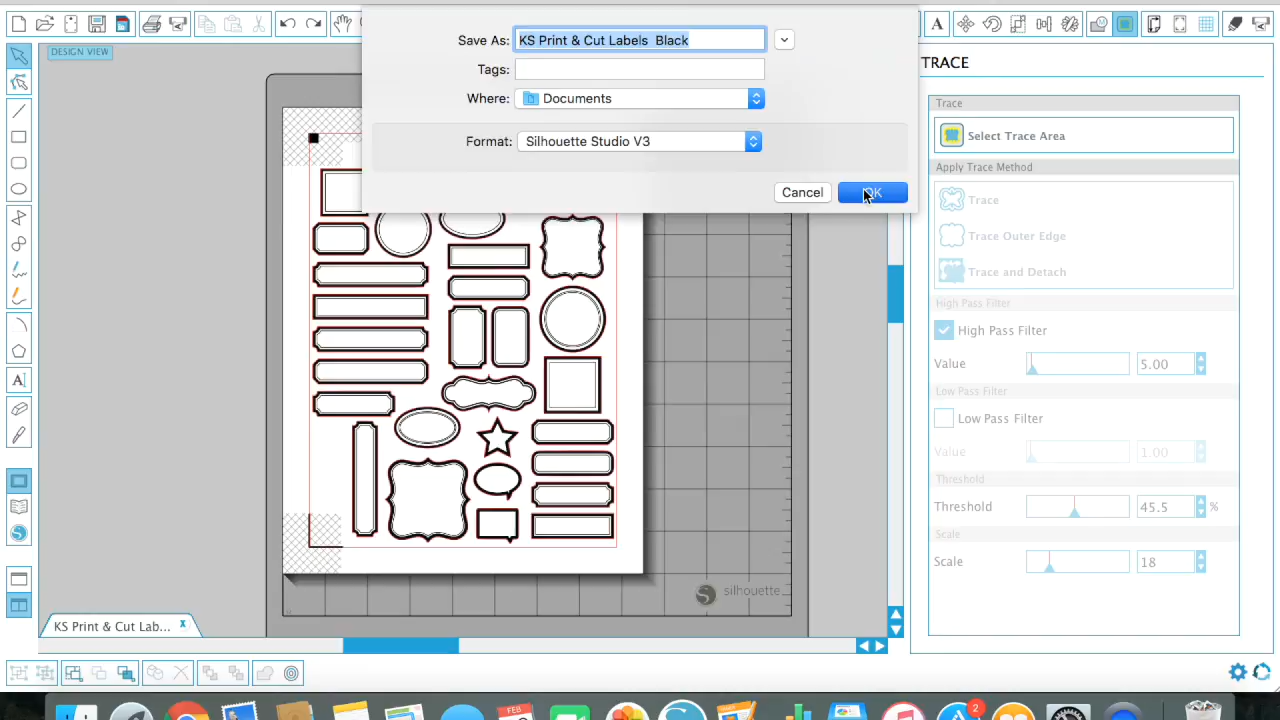 Save As: KS Print & Cut Labels  Black
Tags:
Where: Documents
Format: Silhouette Studio V3
Cancel OK
DESIGN VIEW
TRACE
Trace
Select Trace Area
Apply Trace Method
Trace
Trace Outer Edge
Trace and Detach
High Pass Filter
High Pass Filter
Value 5.00
Low Pass Filter
Low Pass Filter
Value 1.00
Threshold
Threshold 45.5 %
Scale
Scale 18
silhouette
KS Print & Cut Lab... x
FEB
2